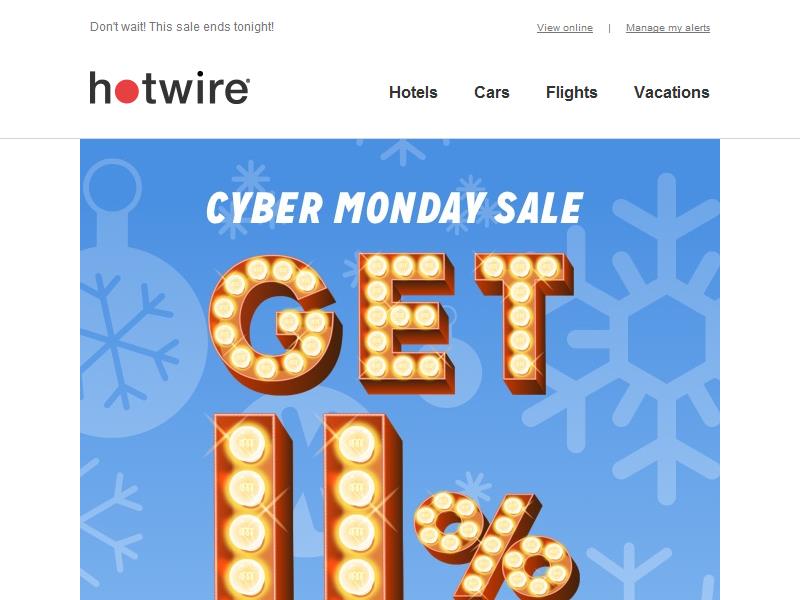 Don't wait! This sale ends tonight!
View online | Manage my alerts
hotwire®
Hotels Cars Flights Vacations
CYBER MONDAY SALE
GET
11%